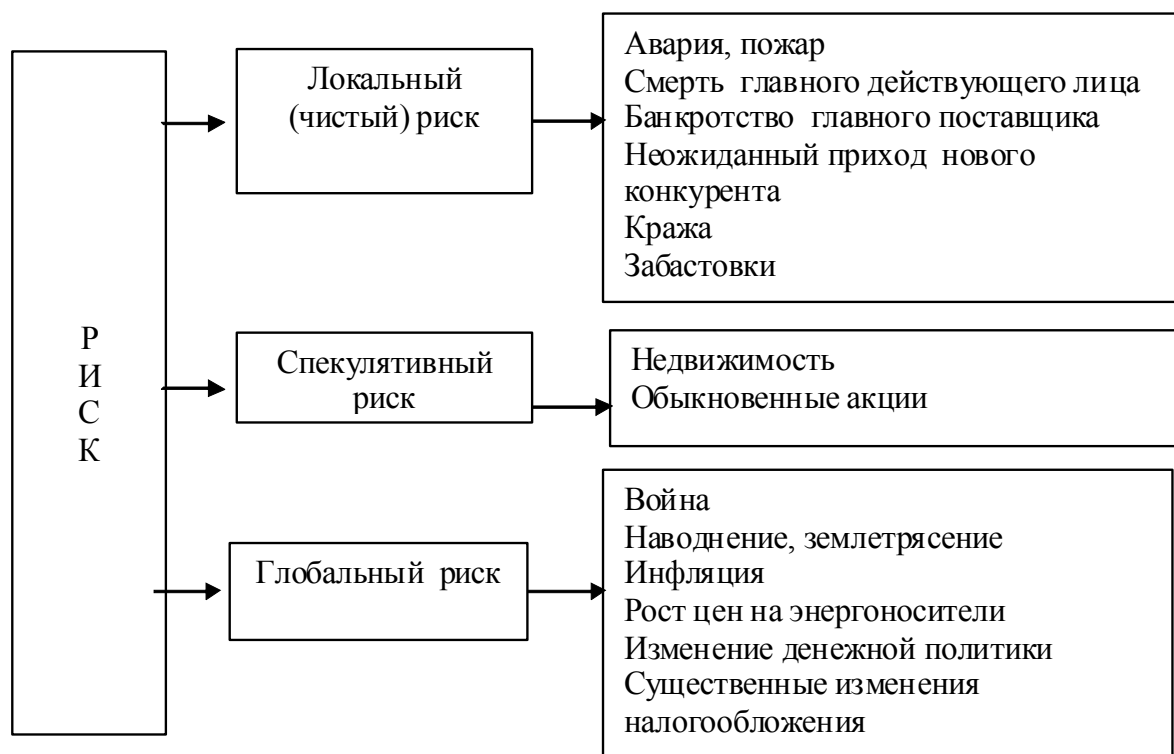 Р
И
С
К
Локальный
(чистый) риск
Авария, пожар
Смерть главного действующего лица
Банкротство главного поставщика
Неожиданный приход нового
конкурента
Кража
Забастовки
Спекулятивный
риск
Недвижимость
Обыкновенные акции
Глобальный риск
Война
Наводнение, землетрясение
Инфляция
Рост цен на энергоносители
Изменение денежной политики
Существенные изменения
налогообложения